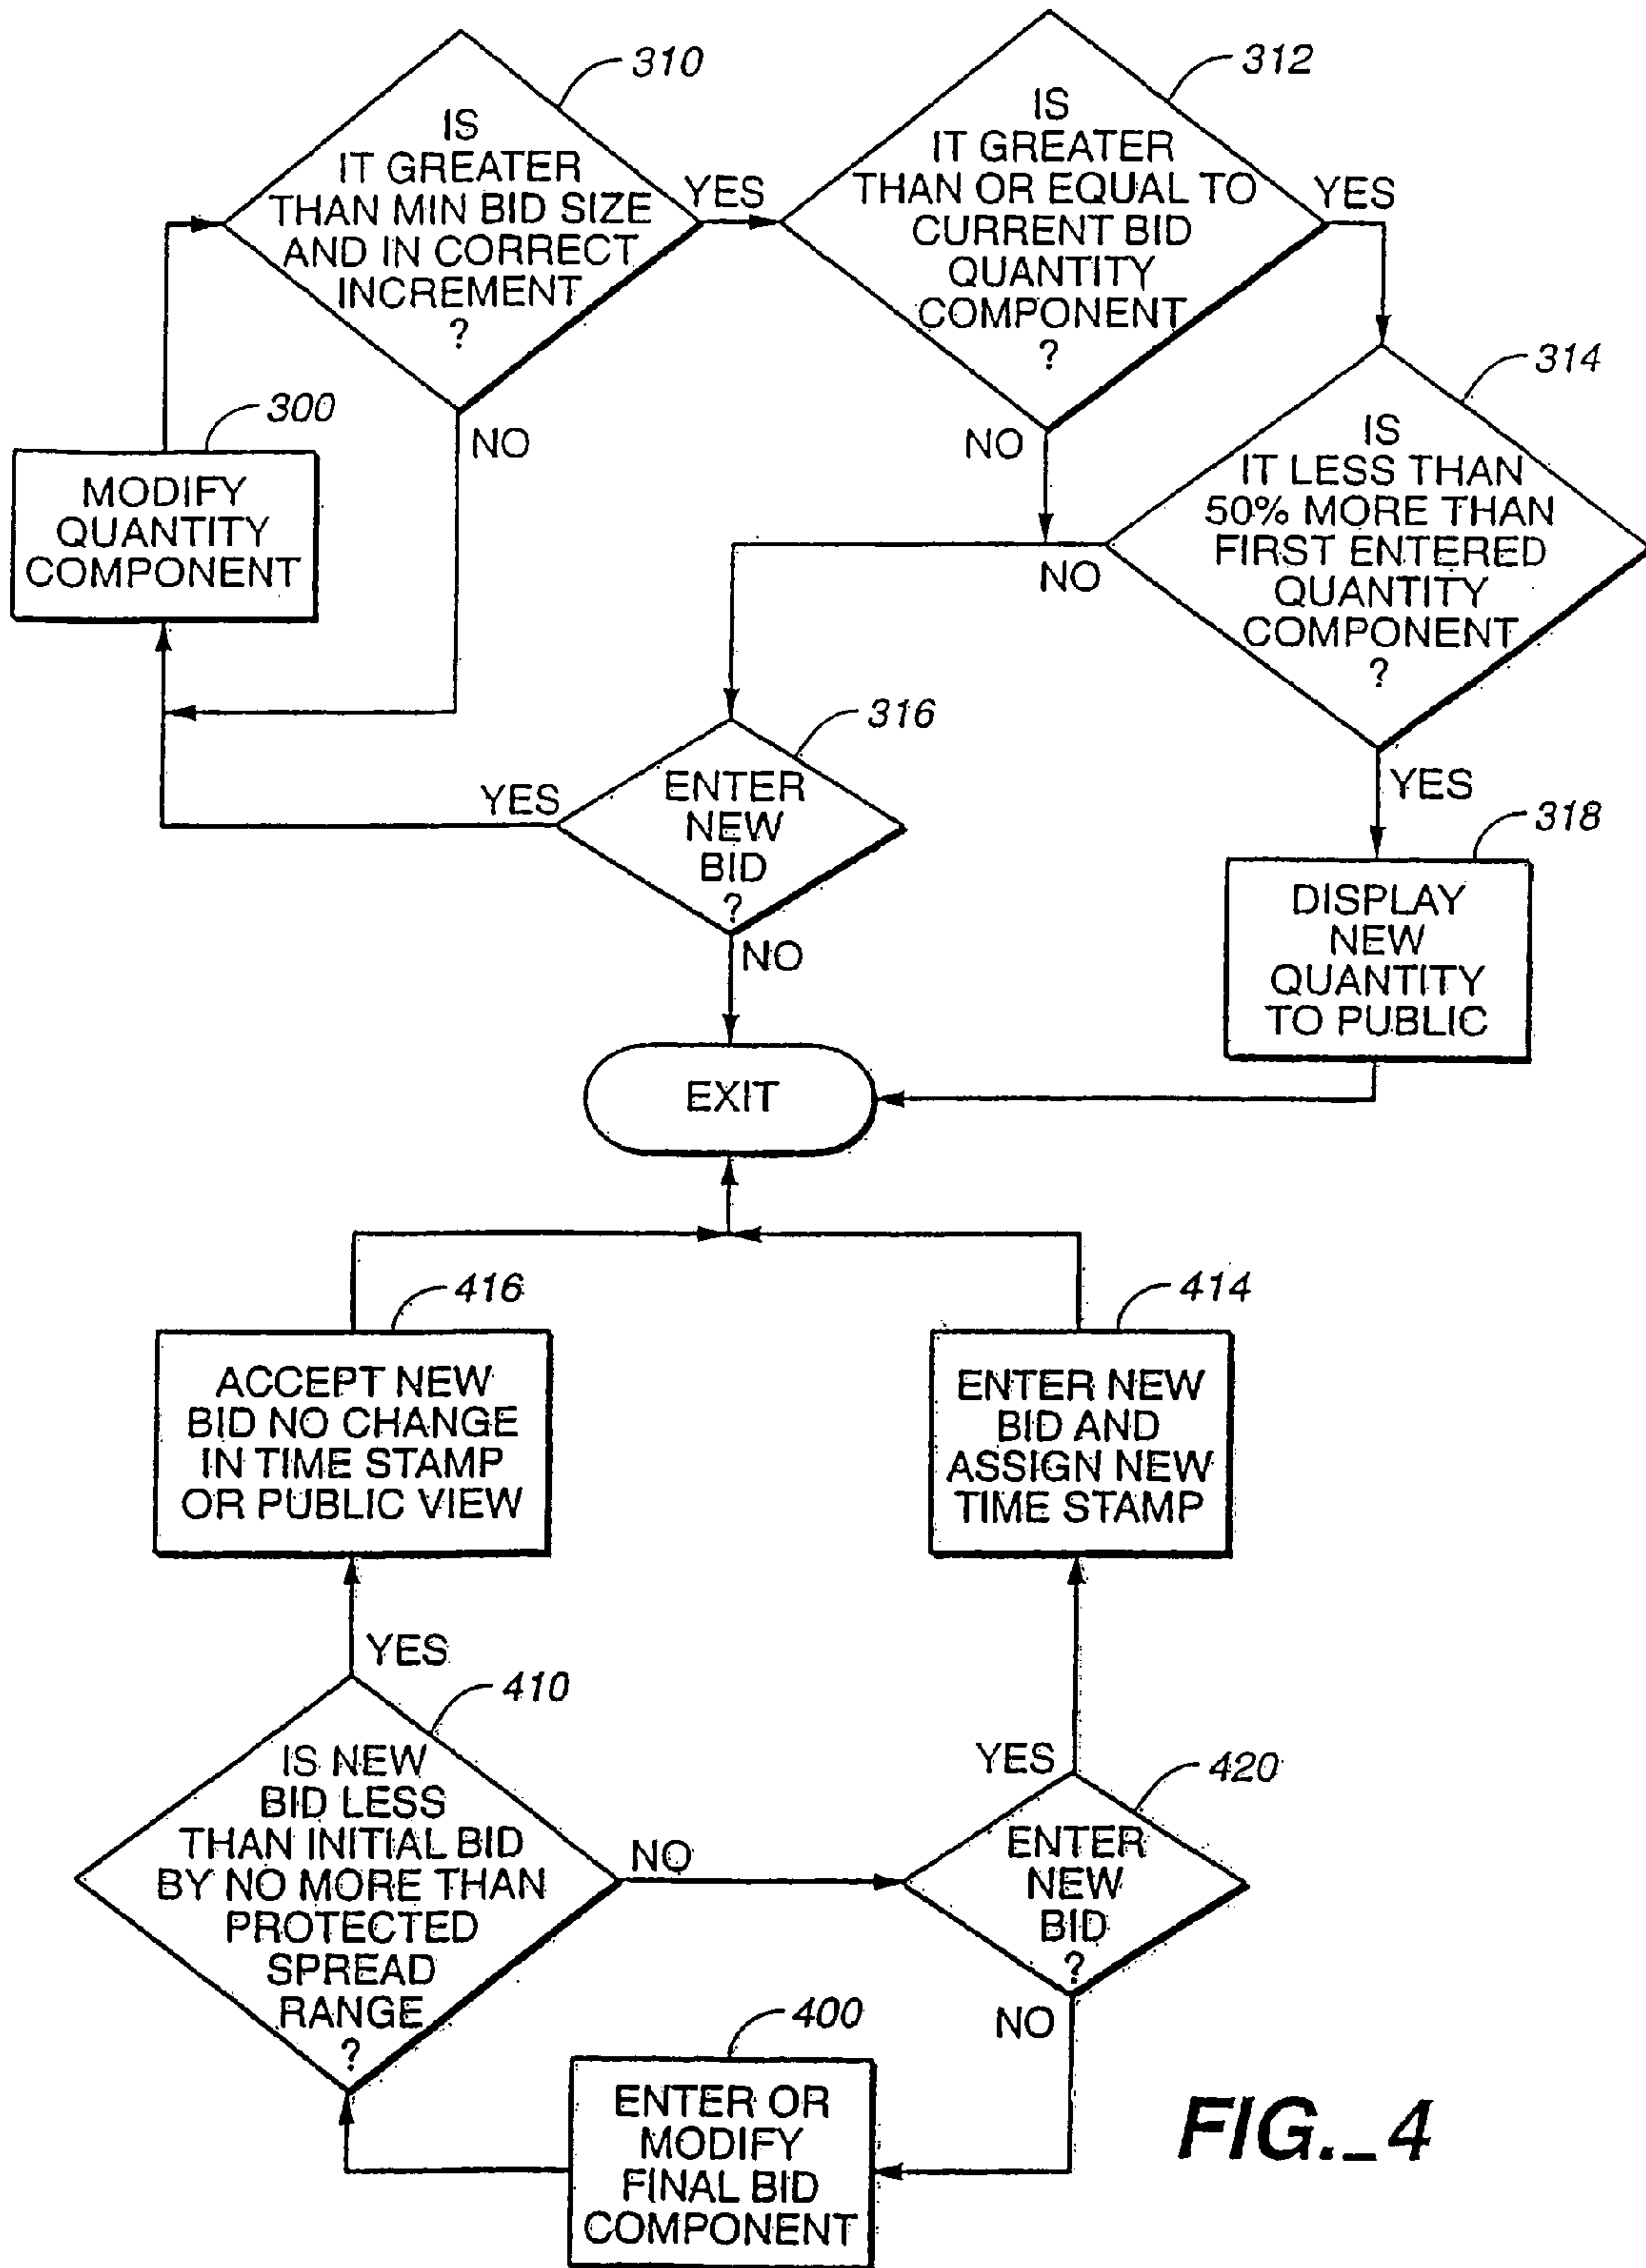 310
IS
IT GREATER
THAN MIN BID SIZE
AND IN CORRECT
INCREMENT
?
YES
NO
312
IS
IT GREATER
THAN OR EQUAL TO
CURRENT BID
QUANTITY
COMPONENT
?
YES
NO
300
MODIFY
QUANTITY
COMPONENT
314
IS
IT LESS THAN
50% MORE THAN
FIRST ENTERED
QUANTITY
COMPONENT
?
NO
YES
316
ENTER
NEW
BID
?
YES
NO
318
DISPLAY
NEW
QUANTITY
TO PUBLIC
EXIT
416
ACCEPT NEW
BID NO CHANGE
IN TIME STAMP
OR PUBLIC VIEW
414
ENTER NEW
BID AND
ASSIGN NEW
TIME STAMP
YES
410
IS NEW
BID LESS
THAN INITIAL BID
BY NO MORE THAN
PROTECTED
SPREAD
RANGE
?
NO
YES
420
ENTER
NEW
BID
?
NO
400
ENTER OR
MODIFY
FINAL BID
COMPONENT
FIG._4